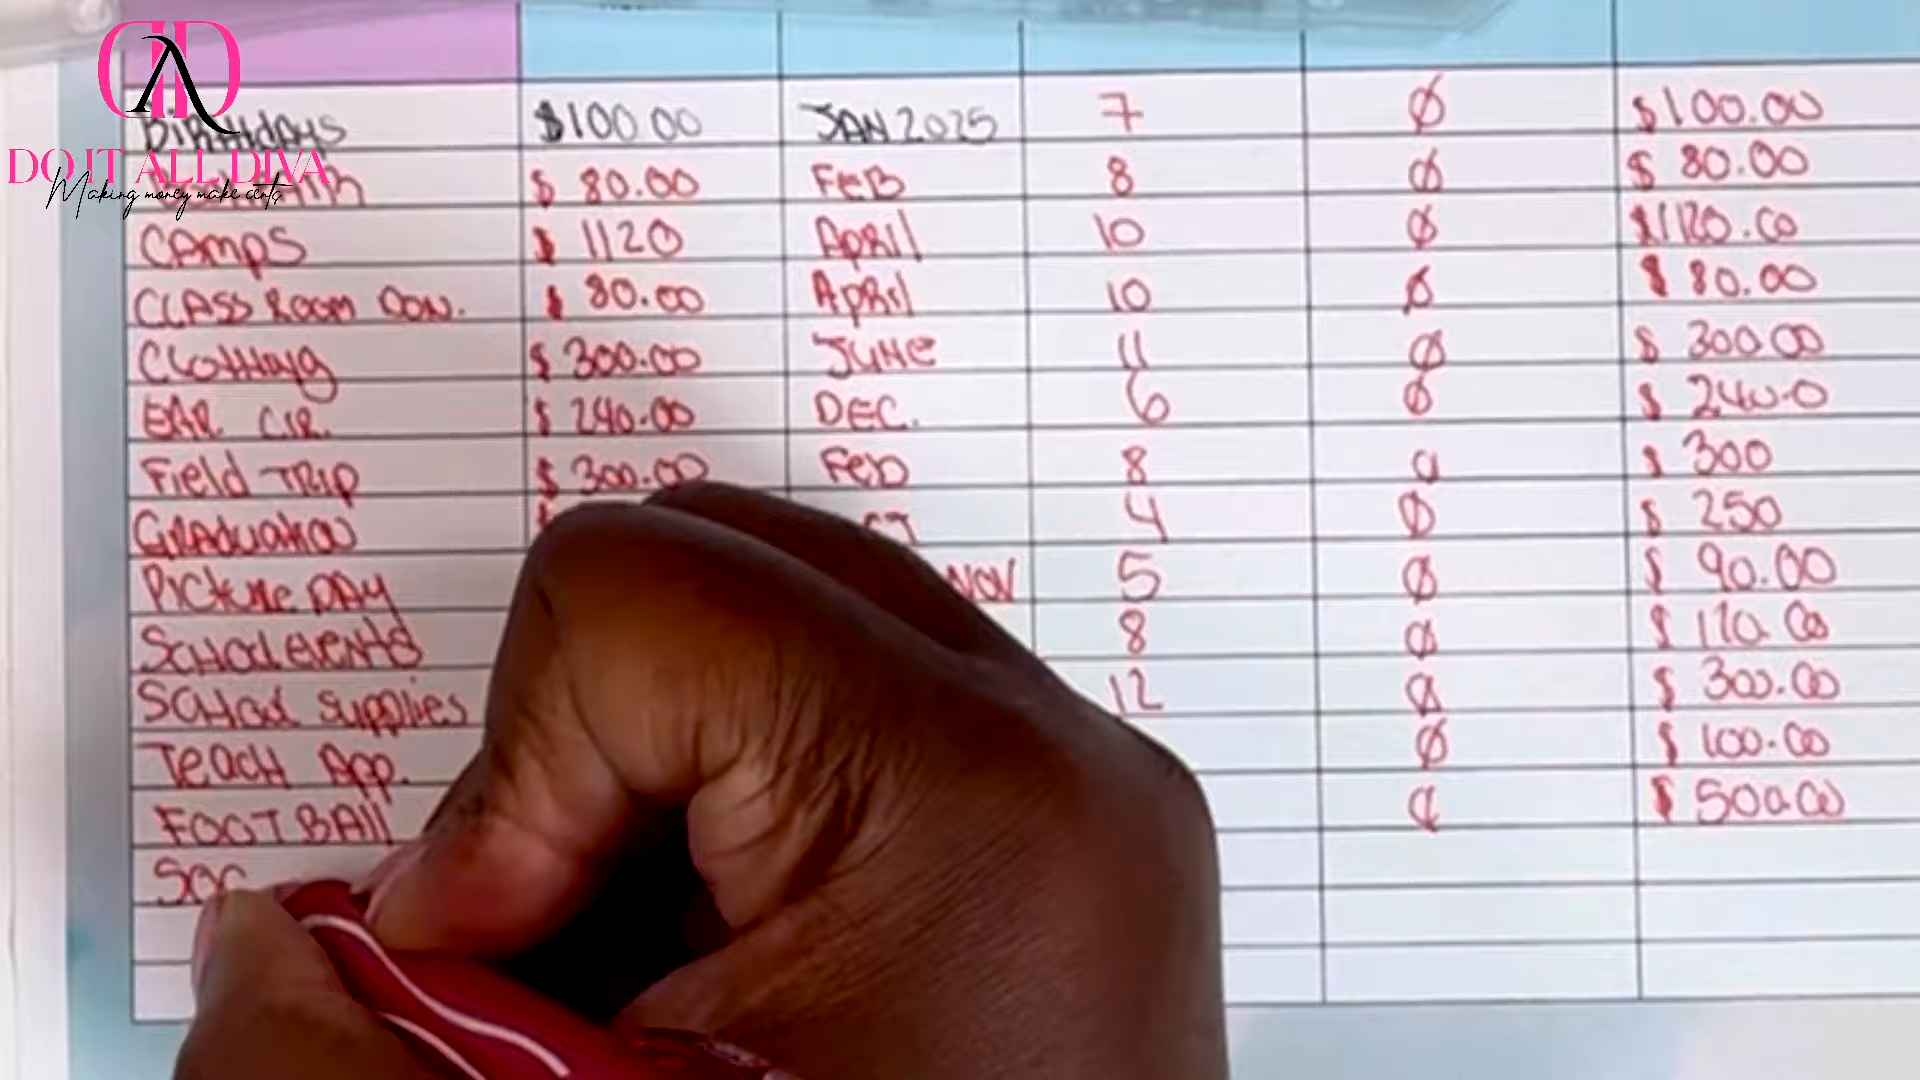 DO IT ALL DIVA
Making money make cents
BIRTHdays $100.00 JAN 2025 7 Ø $100.00
$ 80.00 FEB 8 Ø $ 80.00
CAMPS $ 1120 April 10 Ø $1120.00
CLASS ROOM DON. $ 80.00 April 10 Ø $ 80.00
Clothing $ 300.00 JUNE 11 Ø $ 300.00
EAR. CIR. $ 240.00 DEC. 6 Ø $ 240.0
Field TRIP $ 300.00 Feb 8 $ 300
GRADUATION 4 Ø $ 250
PICTURE DAY NOV 5 Ø $ 90.00
SCHOOL EVENTS 8 Ø
SCHOOL Supplies 12 Ø $ 300.00
TEACH App. Ø $ 100.00
FOOTBALL $ 500.00
SOC